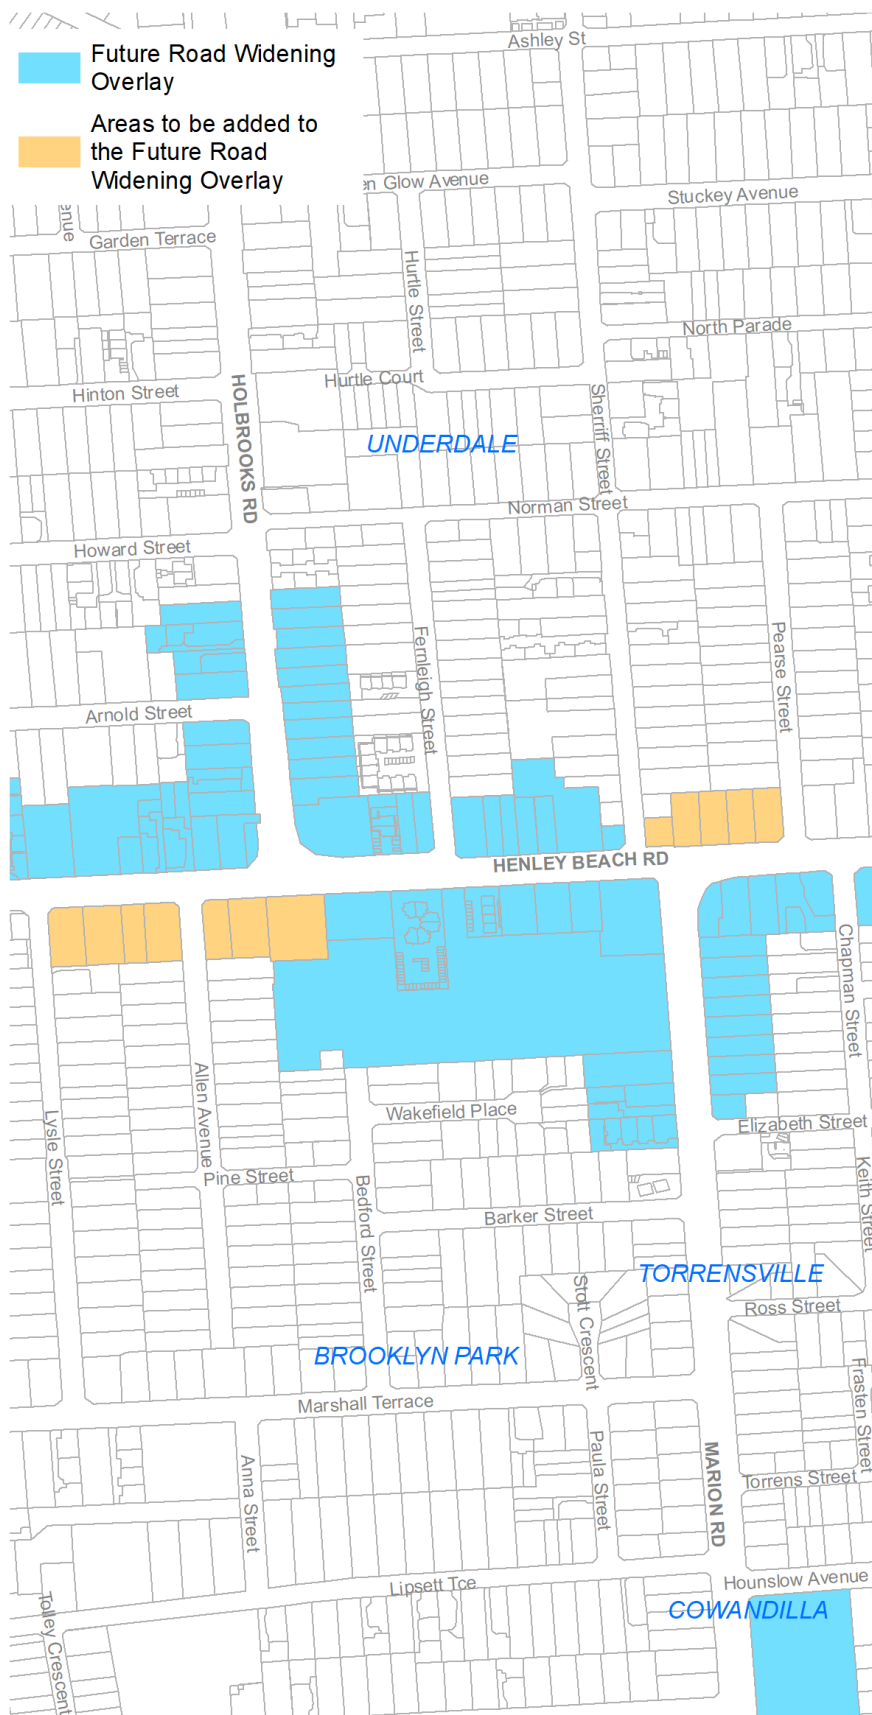 Future Road Widening
Overlay
Areas to be added to
the Future Road
Widening Overlay
Ashley St
en Glow Avenue
Stuckey Avenue
enue
Garden Terrace
Hurtle Street
North Parade
Hinton Street
Hurtle Court
HOLBROOKS RD
Sherriff Street
UNDERDALE
Norman Street
Howard Street
Fernleigh Street
Pearse Street
Arnold Street
HENLEY BEACH RD
Chapman Street
Allen Avenue
Lysle Street
Wakefield Place
Elizabeth Street
Pine Street
Keith Street
Bedford Street
Barker Street
TORRENSVILLE
Stott Crescent
Ross Street
BROOKLYN PARK
Frasten Street
Marshall Terrace
Anna Street
Paula Street
MARION RD
Torrens Street
Lipsett Tce
Hounslow Avenue
COWANDILLA
Tolley Crescent